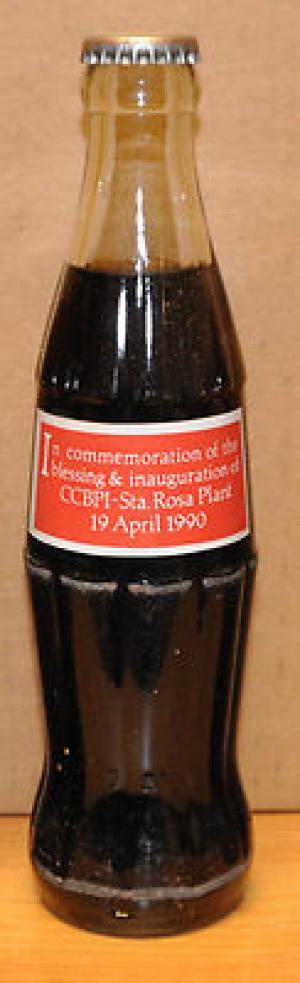 In commemoration of the
blessing & inauguration of
CCBPI-Sta. Rosa Plant
19 April 1990